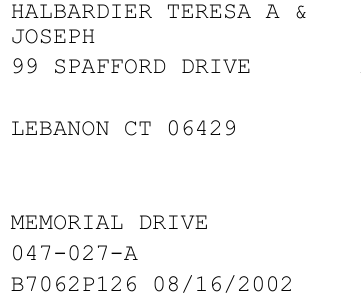 HALBARDIER TERESA A &
JOSEPH
99 SPAFFORD DRIVE
LEBANON CT 06429
MEMORIAL DRIVE
047-027-A
B7062P126 08/16/2002